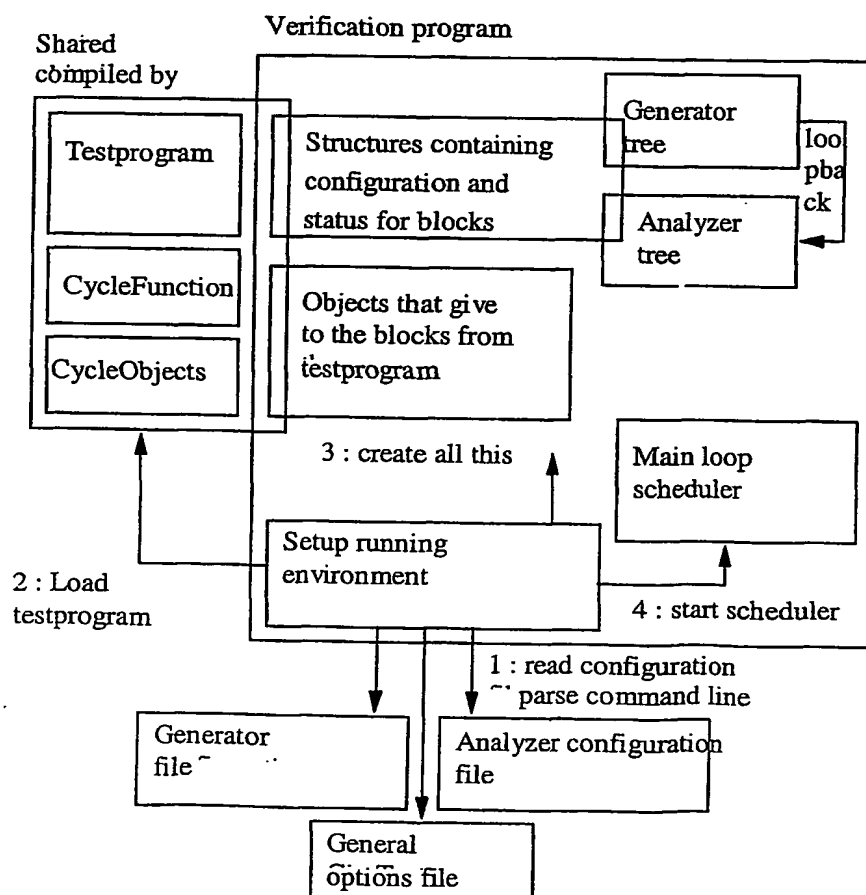 Verification program
Shared
compiled by
Testprogram
CycleFunction
CycleObjects
Structures containing
configuration and
status for blocks
Generator
tree
loo
pba
ck
Analyzer
tree
Objects that give
to the blocks from
testprogram
3 : create all this
Main loop
scheduler
Setup running
environment
2 : Load
testprogram
4 : start scheduler
1 : read configuration
parse command line
Generator
file
Analyzer configuration
file
General
options file